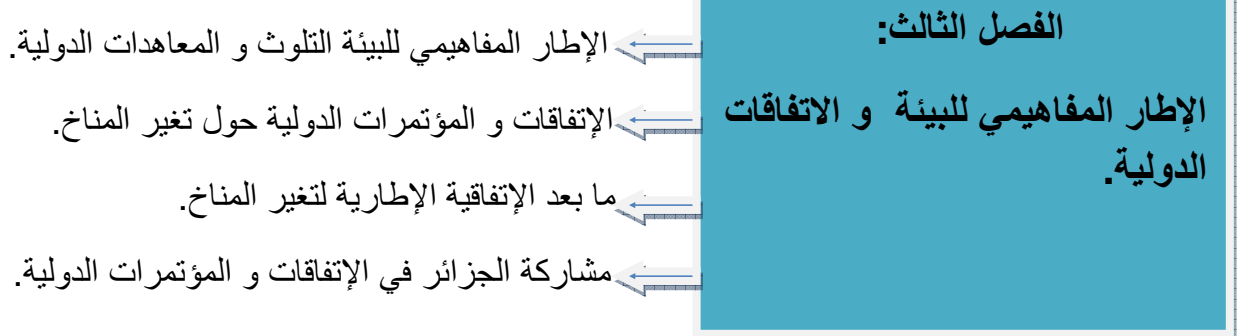 الفصل الثالث:
الإطار المفاهيمي للبيئة و الاتفاقات
الدولية.
الإطار المفاهيمي للبيئة التلوث و المعاهدات الدولية.
الإتفاقات و المؤتمرات الدولية حول تغير المناخ.
ما بعد الإتفاقية الإطارية لتغير المناخ.
مشاركة الجزائر في الإتفاقات و المؤتمرات الدولية.